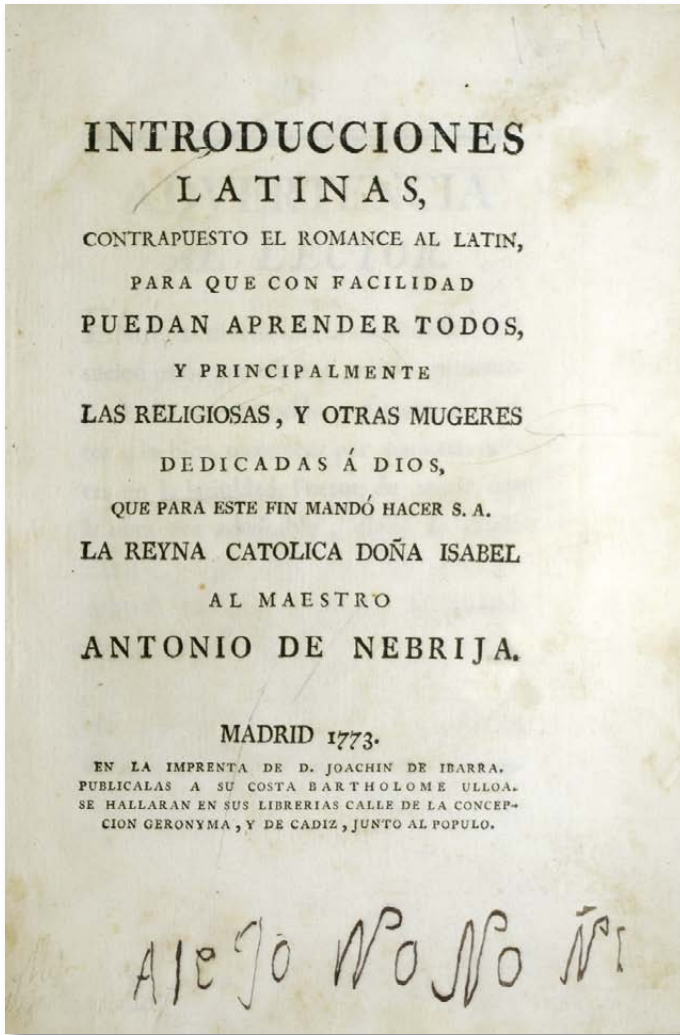 INTRODUCCIONES
LATINAS,
CONTRAPUESTO EL ROMANCE AL LATIN,
PARA QUE CON FACILIDAD
PUEDAN APRENDER TODOS,
Y PRINCIPALMENTE
LAS RELIGIOSAS, Y OTRAS MUGERES
DEDICADAS Á DIOS,
QUE PARA ESTE FIN MANDÓ HACER S. A.
LA REYNA CATOLICA DOÑA ISABEL
AL MAESTRO
ANTONIO DE NEBRIJA.
MADRID 1773.
EN LA IMPRENTA DE D. JOACHIN DE IBARRA.
PUBLICALAS A SU COSTA BARTHOLOME ULLOA.
SE HALLARAN EN SUS LIBRERIAS CALLE DE LA CONCEP-
CION GERONYMA, Y DE CADIZ, JUNTO AL POPULO.
Alejo No No